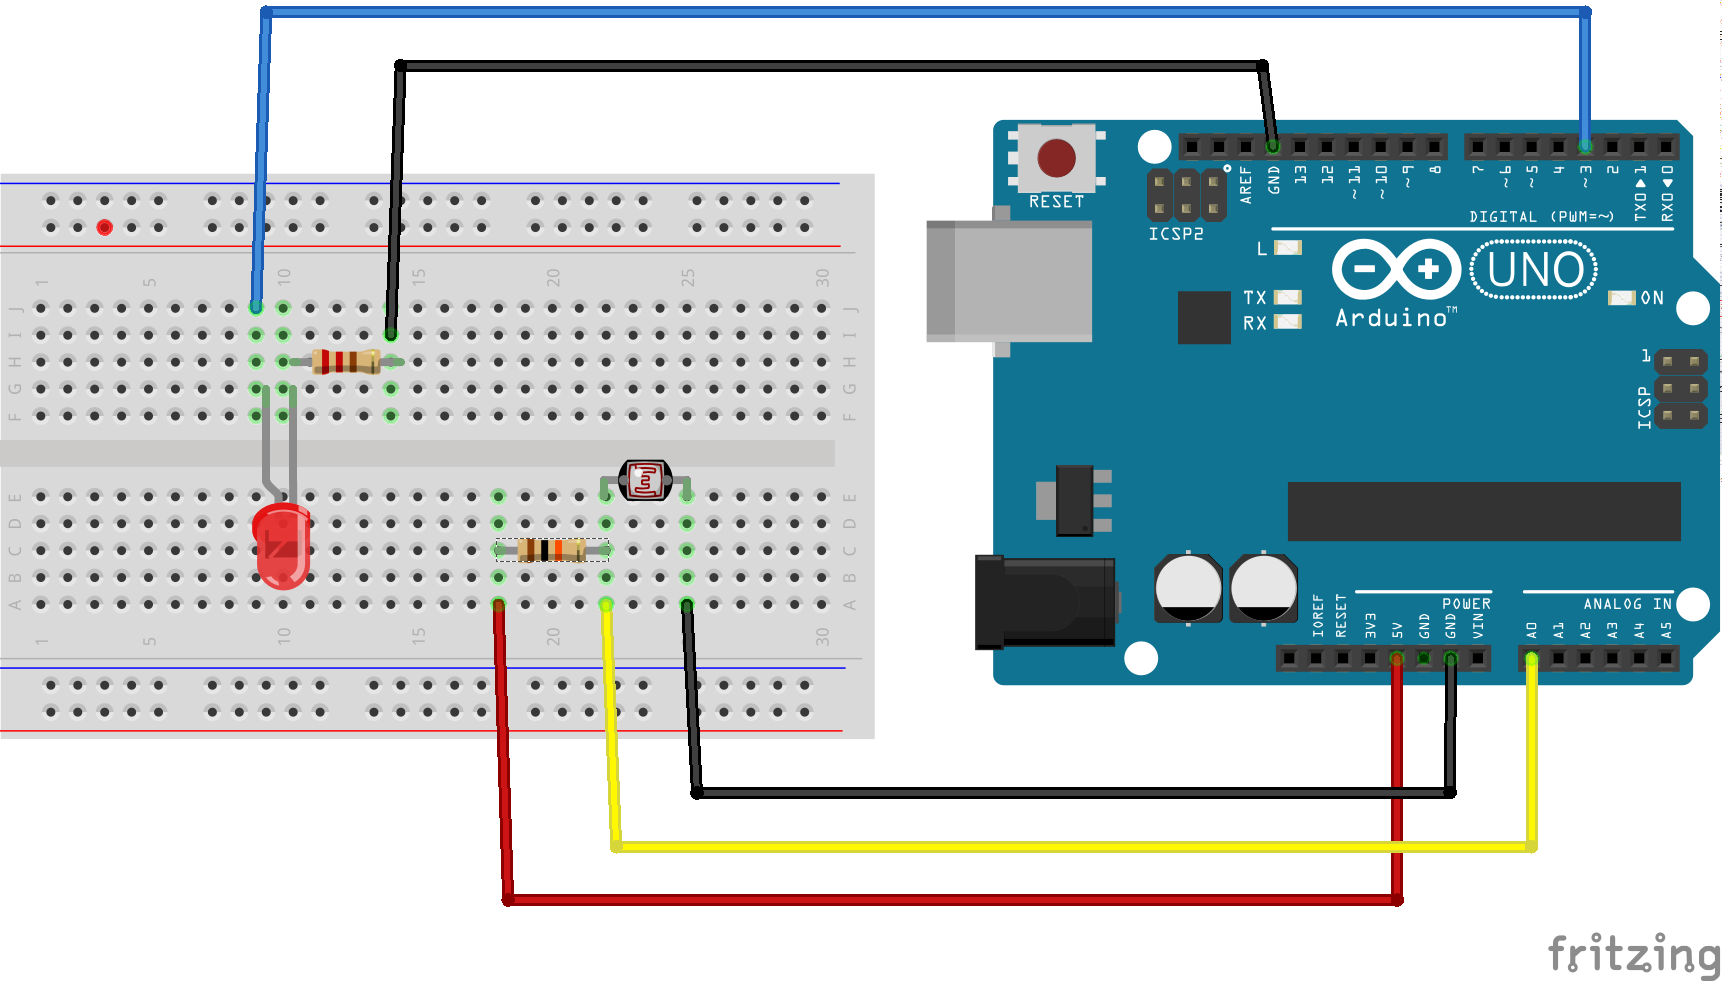 RESET
ICSP2
AREF
GND
13
12
~11
~10
~9
8
7
~6
~5
4
~3
2
TX0▶1
RX0◀0
DIGITAL (PWM=~)
L
TX
RX
UNO
Arduino™
ON
1
ICSP
1 5 10 15 20 25 30
J J
I I
H H
G G
F F
E E
D D
C C
B B
A A
1 5 10 15 20 25 30
POWER
ANALOG IN
IOREF
RESET
3V3
5V
GND
GND
VIN
A0
A1
A2
A3
A4
A5
fritzing